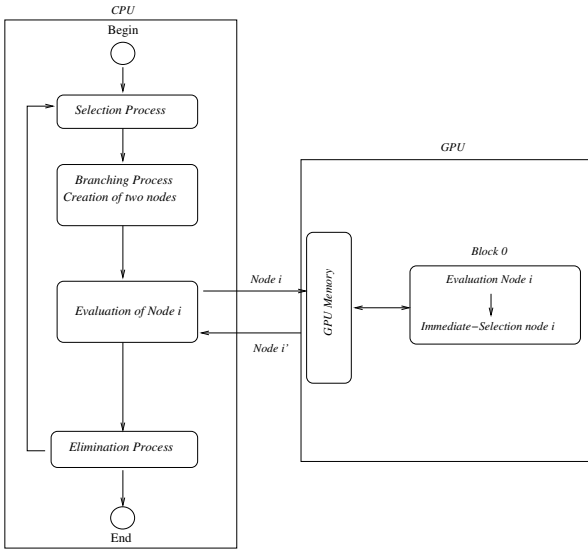 CPU
Begin
Selection Process
Branching Process
Creation of two nodes
Evaluation of Node i
Elimination Process
End
Node i
Node i'
GPU
GPU Memory
Block 0
Evaluation Node i
Immediate−Selection node i